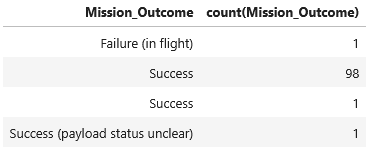 Mission_Outcome count(Mission_Outcome)
Failure (in flight) 1
Success 98
Success 1
Success (payload status unclear) 1